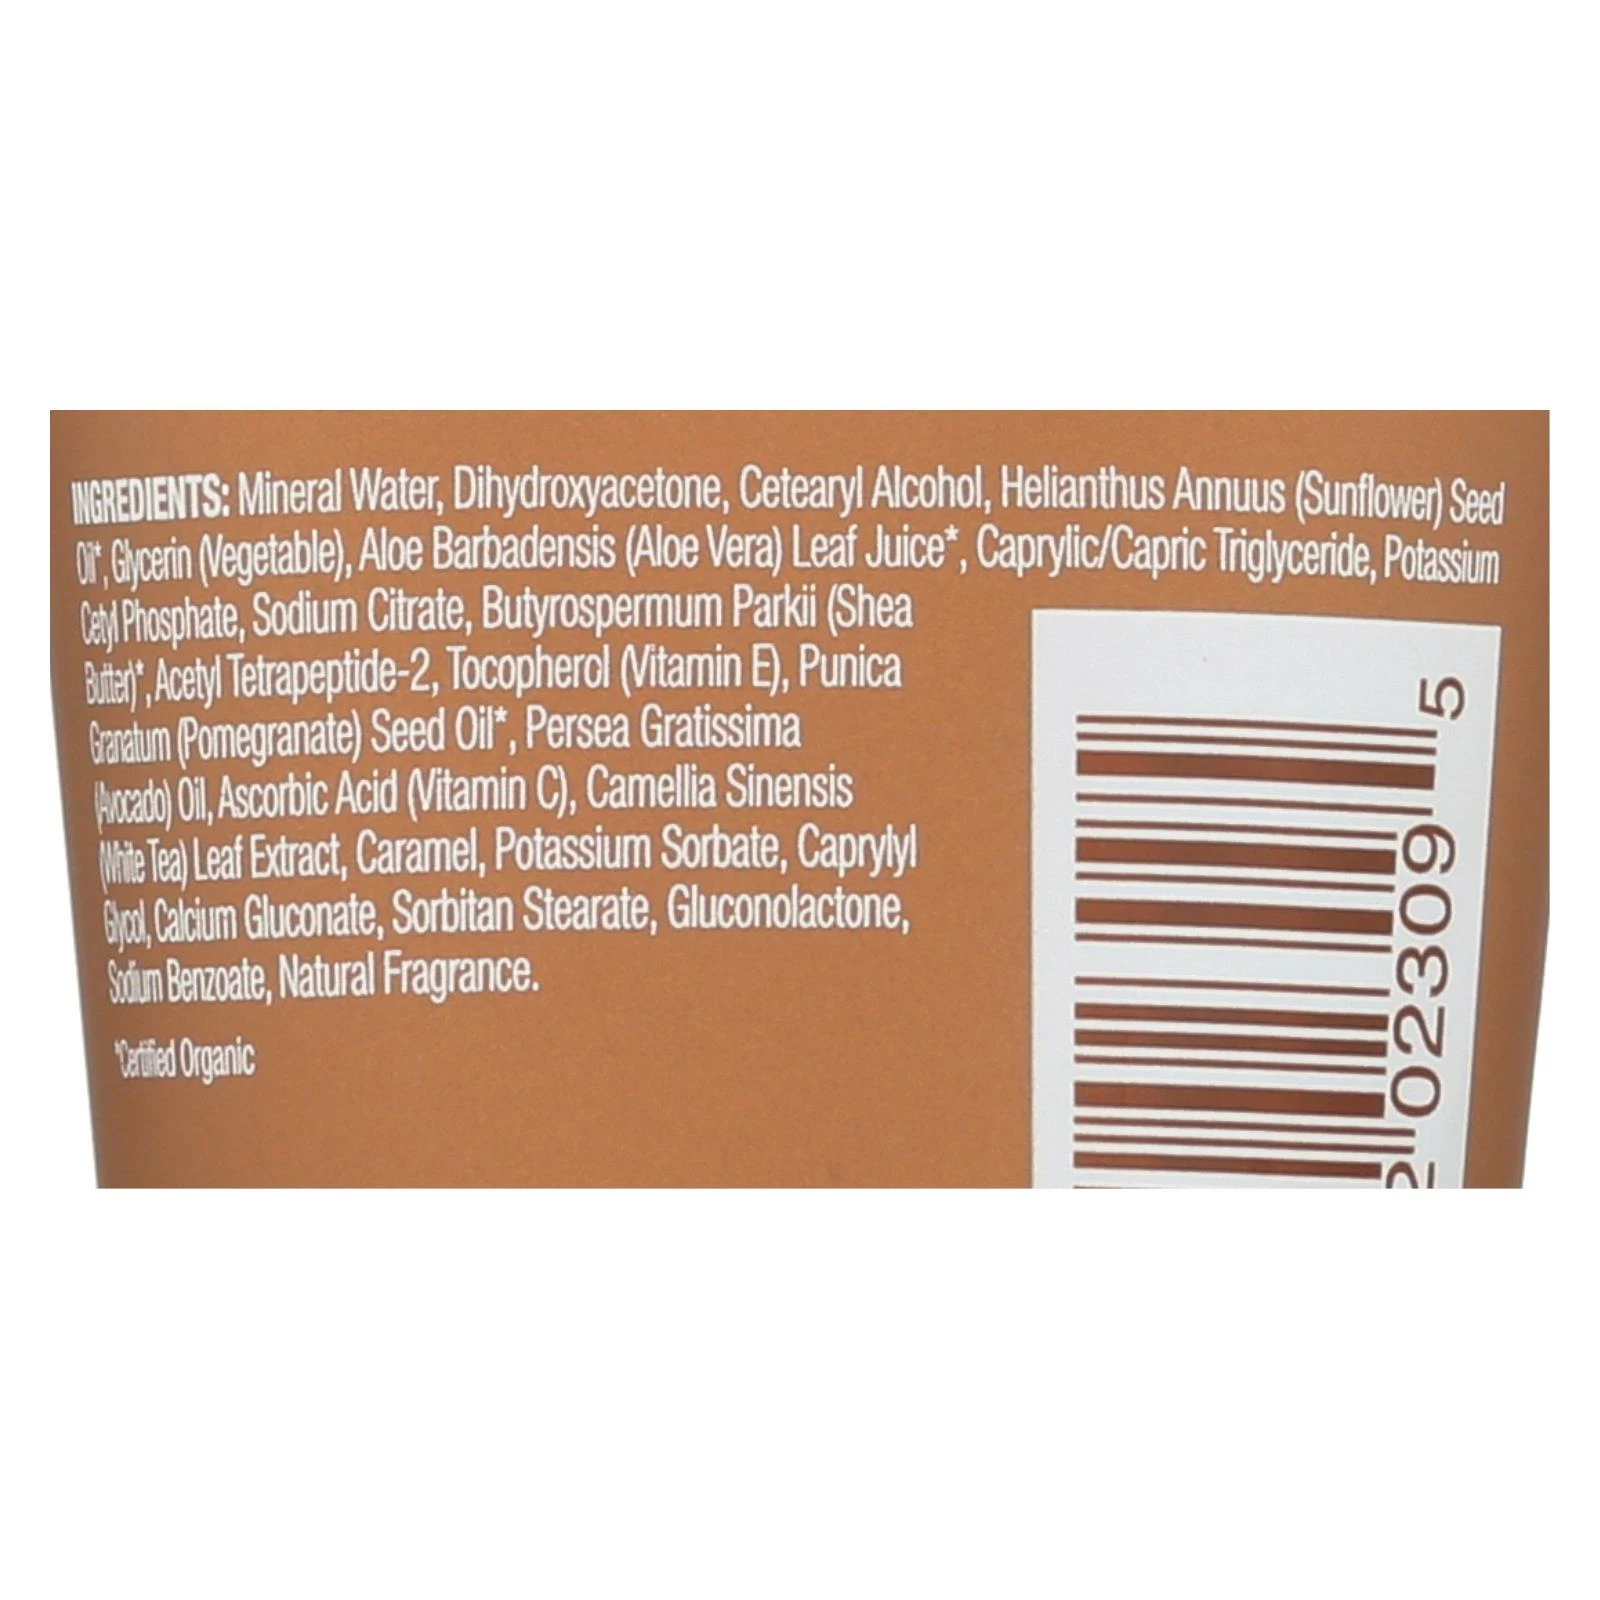 INGREDIENTS: Mineral Water, Dihydroxyacetone, Cetearyl Alcohol, Helianthus Annuus (Sunflower) Seed
Oil*, Glycerin (Vegetable), Aloe Barbadensis (Aloe Vera) Leaf Juice*, Caprylic/Capric Triglyceride, Potassium
Cetyl Phosphate, Sodium Citrate, Butyrospermum Parkii (Shea
Butter)*, Acetyl Tetrapeptide-2, Tocopherol (Vitamin E), Punica
Granatum (Pomegranate) Seed Oil*, Persea Gratissima
(Avocado) Oil, Ascorbic Acid (Vitamin C), Camellia Sinensis
(White Tea) Leaf Extract, Caramel, Potassium Sorbate, Caprylyl
Glycol, Calcium Gluconate, Sorbitan Stearate, Gluconolactone,
Sodium Benzoate, Natural Fragrance.
*Certified Organic
2 02309 5